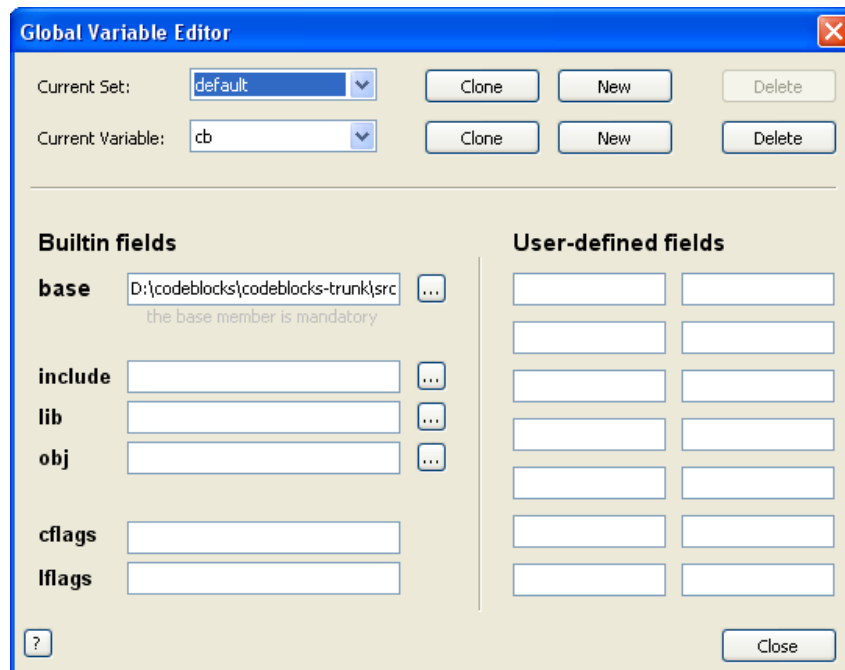 Global Variable Editor
Current Set: default Clone New Delete
Current Variable: cb Clone New Delete
Builtin fields User-defined fields
base D:\codeblocks\codeblocks-trunk\src ...
the base member is mandatory
include ...
lib ...
obj ...
cflags
lflags
? Close